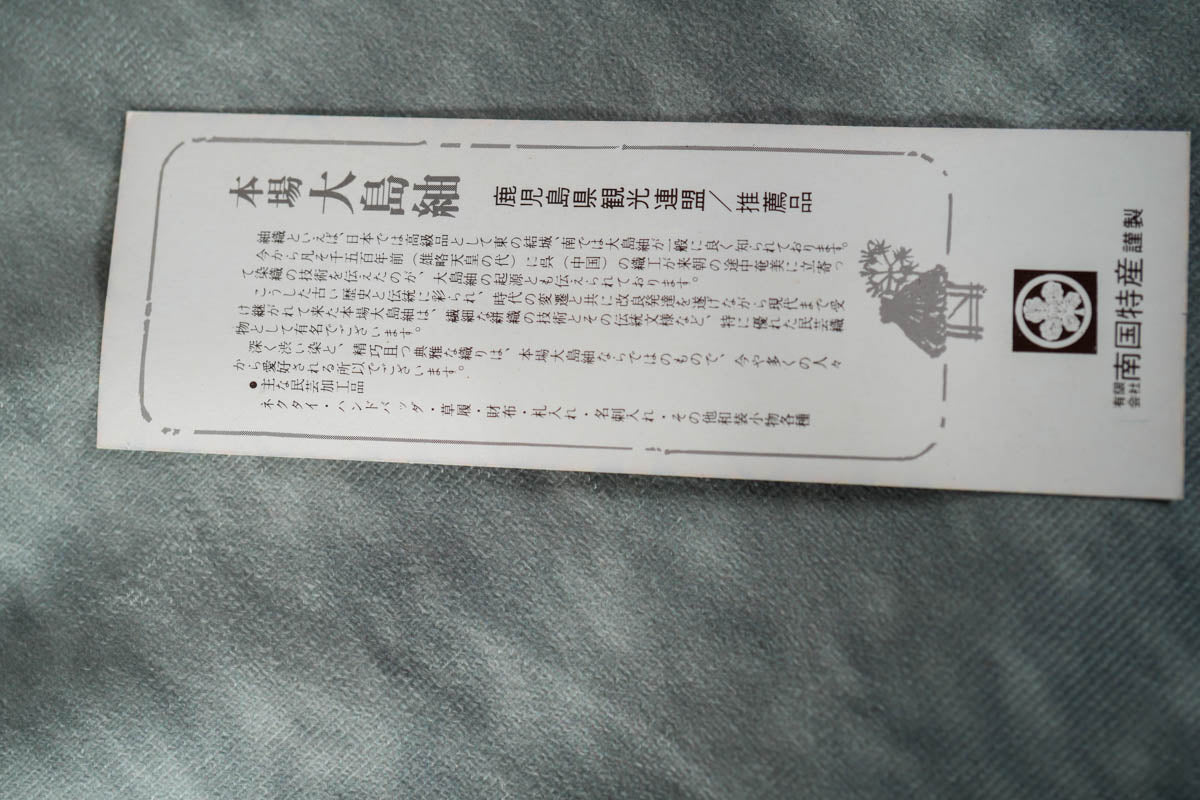 本場大島紬
鹿児島県観光連盟／推薦品
紬織といえば、日本では高級品として東の結城、南では大島紬が一般に良く知られております。
今から凡そ千五百年前（雄略天皇の代）に呉（中国）の織工が来朝の途中奄美に立寄っ
て染織の技術を伝えたのが、大島紬の起源とも伝えられております。
こうした古い歴史と伝統に彩られ、時代の変遷と共に改良発達を遂げながら現代まで受
け継がれて来た本場大島紬は、繊細な絣織の技術とその伝統文様など、特に優れた民芸織
物として有名でございます。
深く渋い染と、精巧且つ典雅な織りは、本場大島紬ならではのもので、今や多くの人々
から愛好される所以でございます。
●主な民芸加工品
ネクタイ・ハンドバッグ・草履・財布・札入れ・名刺入れ・その他和装小物各種
有限会社 南国特産 謹製